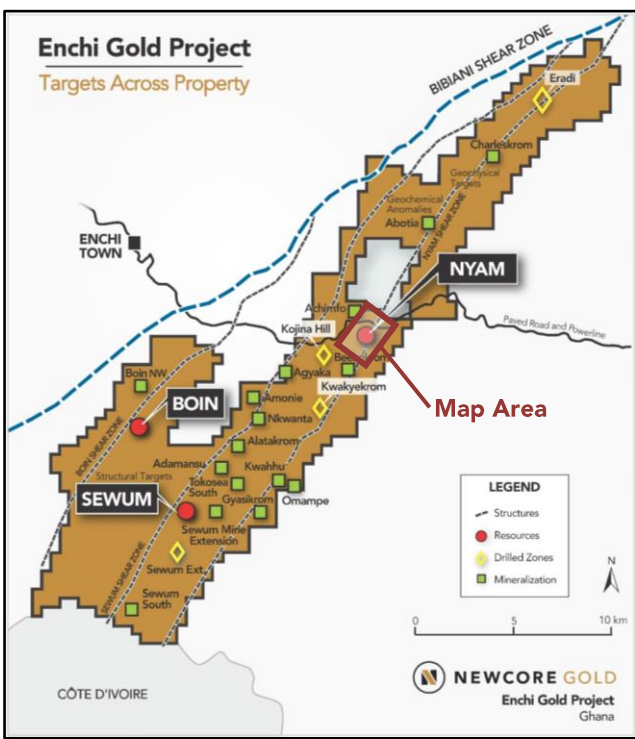 Enchi Gold Project
Targets Across Property
BIBIANI SHEAR ZONE
Eradi
Charleskrom
Geophysical
Targets
Geochemical
Anomalies
Abotia
NYAM SHEAR ZONE
ENCHI
TOWN
NYAM
Achimfo
Paved Road and Powerline
Kojina Hill
Boin NW
Agyaka
Kwakyekrom
Map Area
BOIN
Amonie
Nkwanta
BOIN SHEAR ZONE
Alatakrom
Structural Targets
Adamansu
Kwahhu
Tokosea
South
SEWUM
Gyasikrom
Omampe
Sewum Mirie
Extension
Sewum Ext.
SEWUM SHEAR ZONE
Sewum
South
LEGEND
Structures
Resources
Drilled Zones
Mineralization
N
0 5 10 km
CÔTE D'IVOIRE
N NEWCORE GOLD
Enchi Gold Project
Ghana